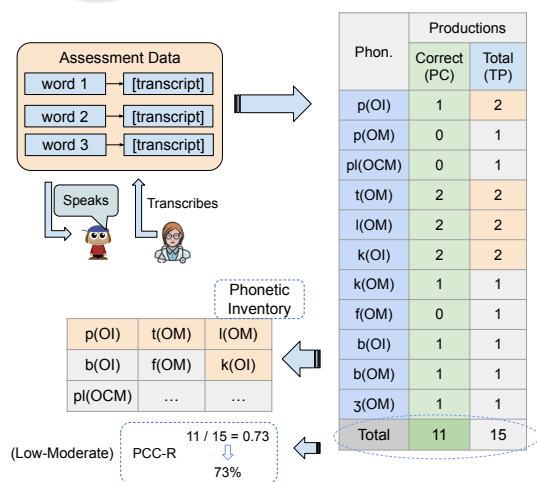 Assessment Data
word 1 [transcript]
word 2 [transcript]
word 3 [transcript]
Speaks
Transcribes
Phon. Productions
Correct (PC) Total (TP)
p(OI) 1 2
p(OM) 0 1
pl(OCM) 0 1
t(OM) 2 2
l(OM) 2 2
k(OI) 2 2
k(OM) 1 1
f(OM) 0 1
b(OI) 1 1
b(OM) 1 1
ʒ(OM) 1 1
Total 11 15
Phonetic
Inventory
p(OI) t(OM) l(OM)
b(OI) f(OM) k(OI)
pl(OCM) ... ...
(Low-Moderate) PCC-R
11 / 15 = 0.73
73%